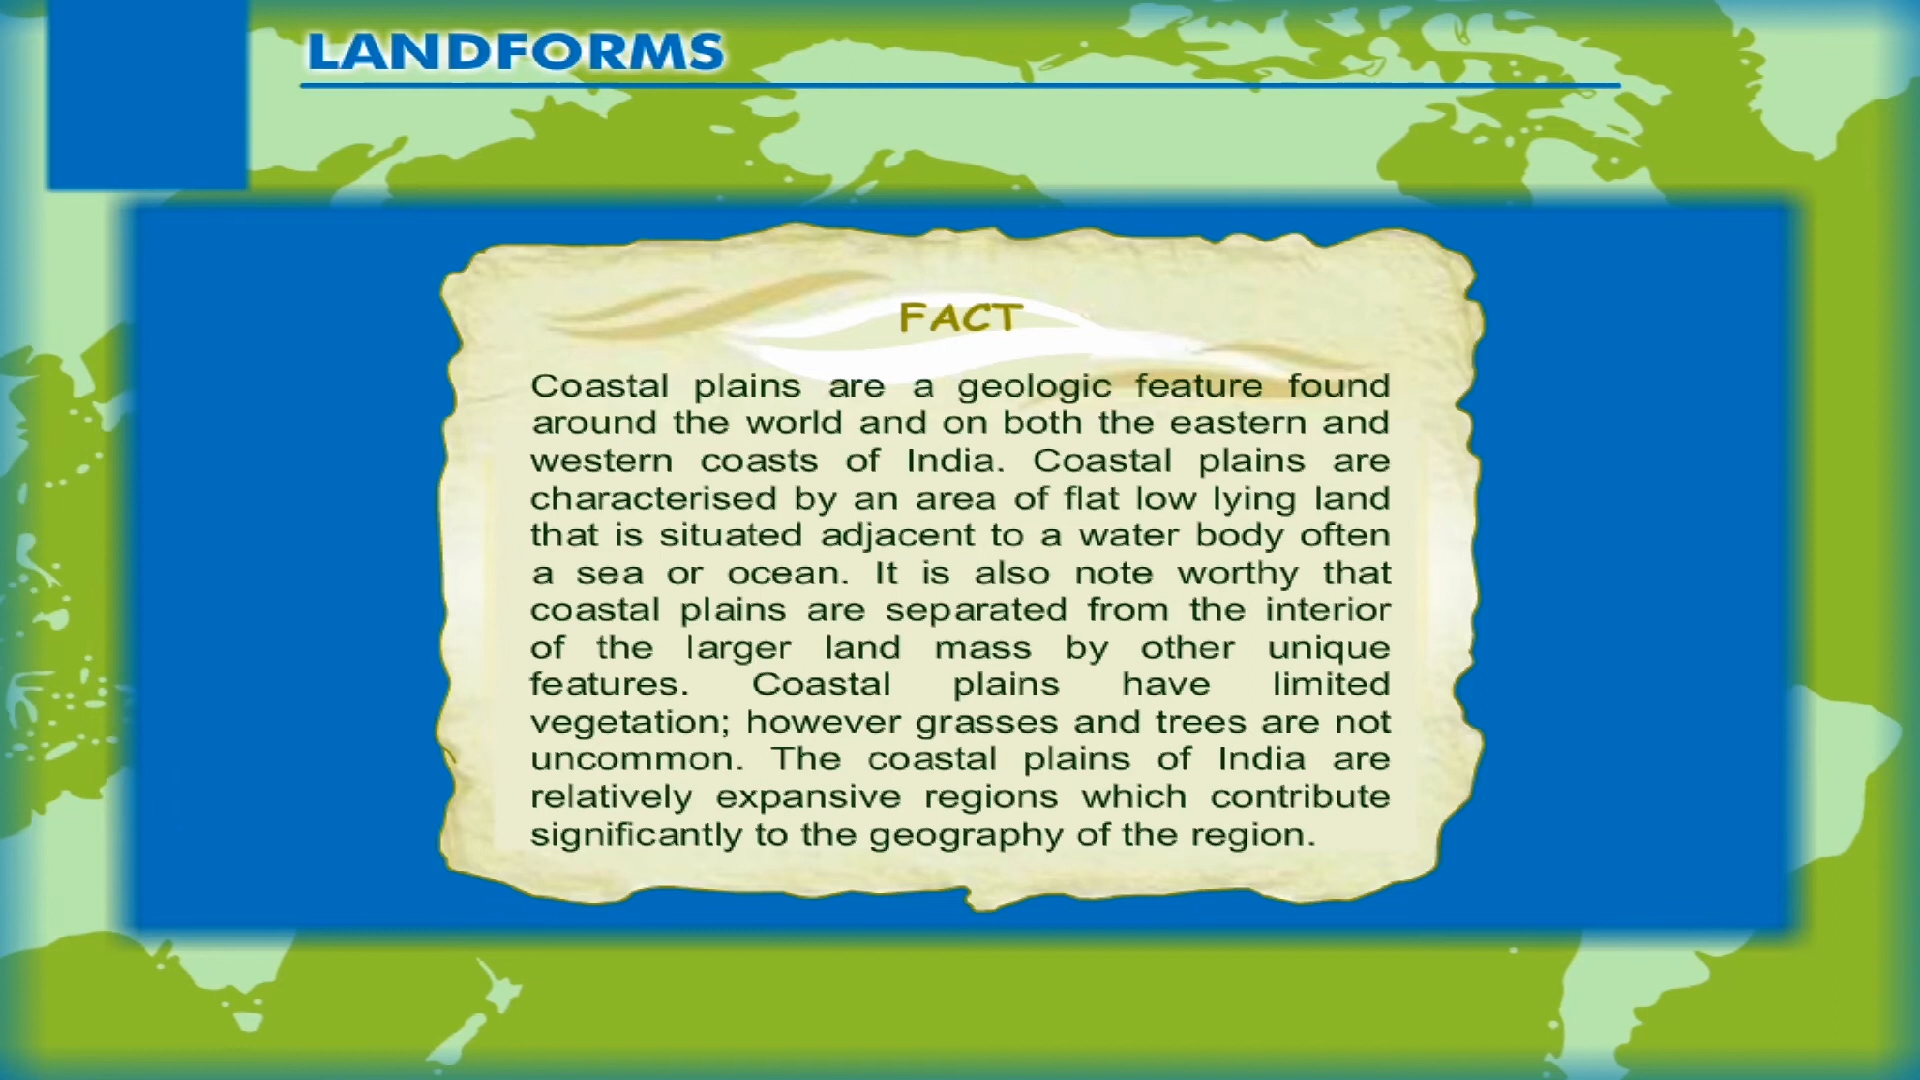 LANDFORMS
FACT
Coastal plains are a geologic feature found
around the world and on both the eastern and
western coasts of India. Coastal plains are
characterised by an area of flat low lying land
that is situated adjacent to a water body often
a sea or ocean. It is also note worthy that
coastal plains are separated from the interior
of the larger land mass by other unique
features. Coastal plains have limited
vegetation; however grasses and trees are not
uncommon. The coastal plains of India are
relatively expansive regions which contribute
significantly to the geography of the region.